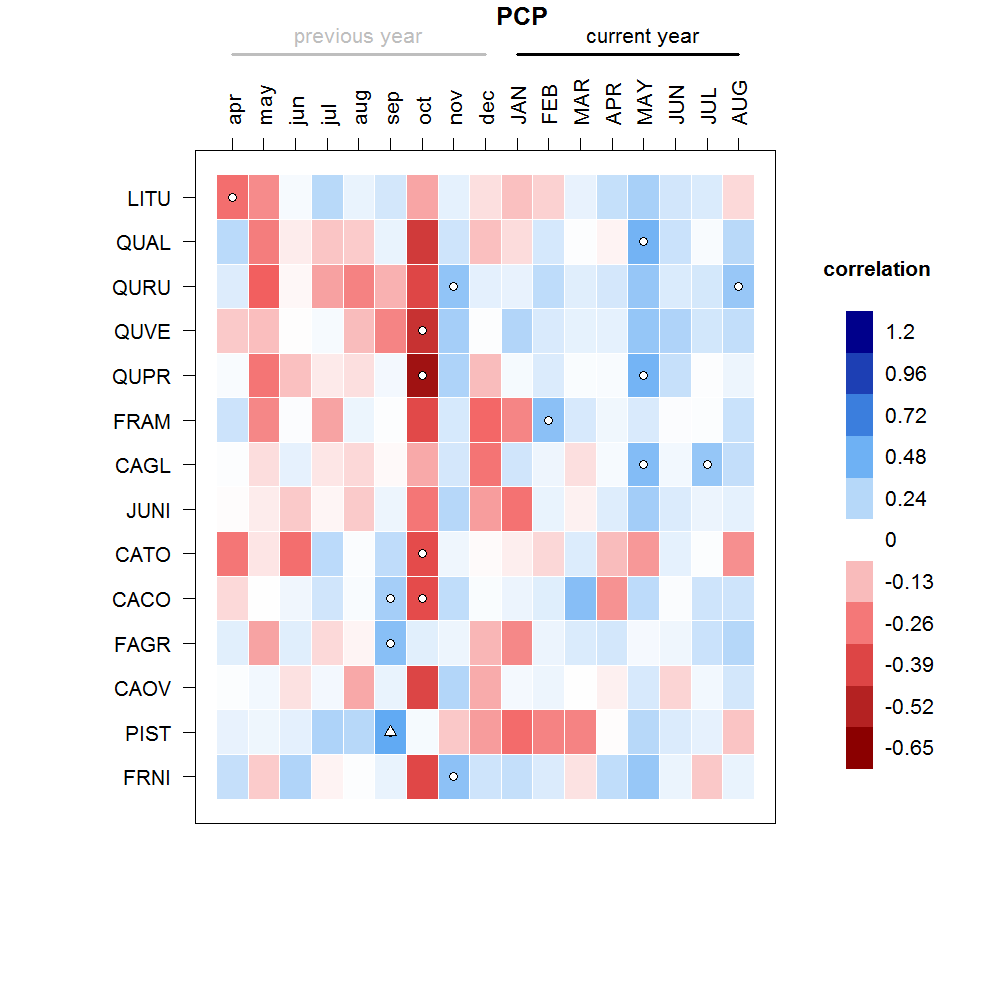 PCP
previous year current year
apr may jun jul aug sep oct nov dec JAN FEB MAR APR MAY JUN JUL AUG
LITU
QUAL
QURU
QUVE
QUPR
FRAM
CAGL
JUNI
CATO
CACO
FAGR
CAOV
PIST
FRNI
correlation
1.2
0.96
0.72
0.48
0.24
0
-0.13
-0.26
-0.39
-0.52
-0.65